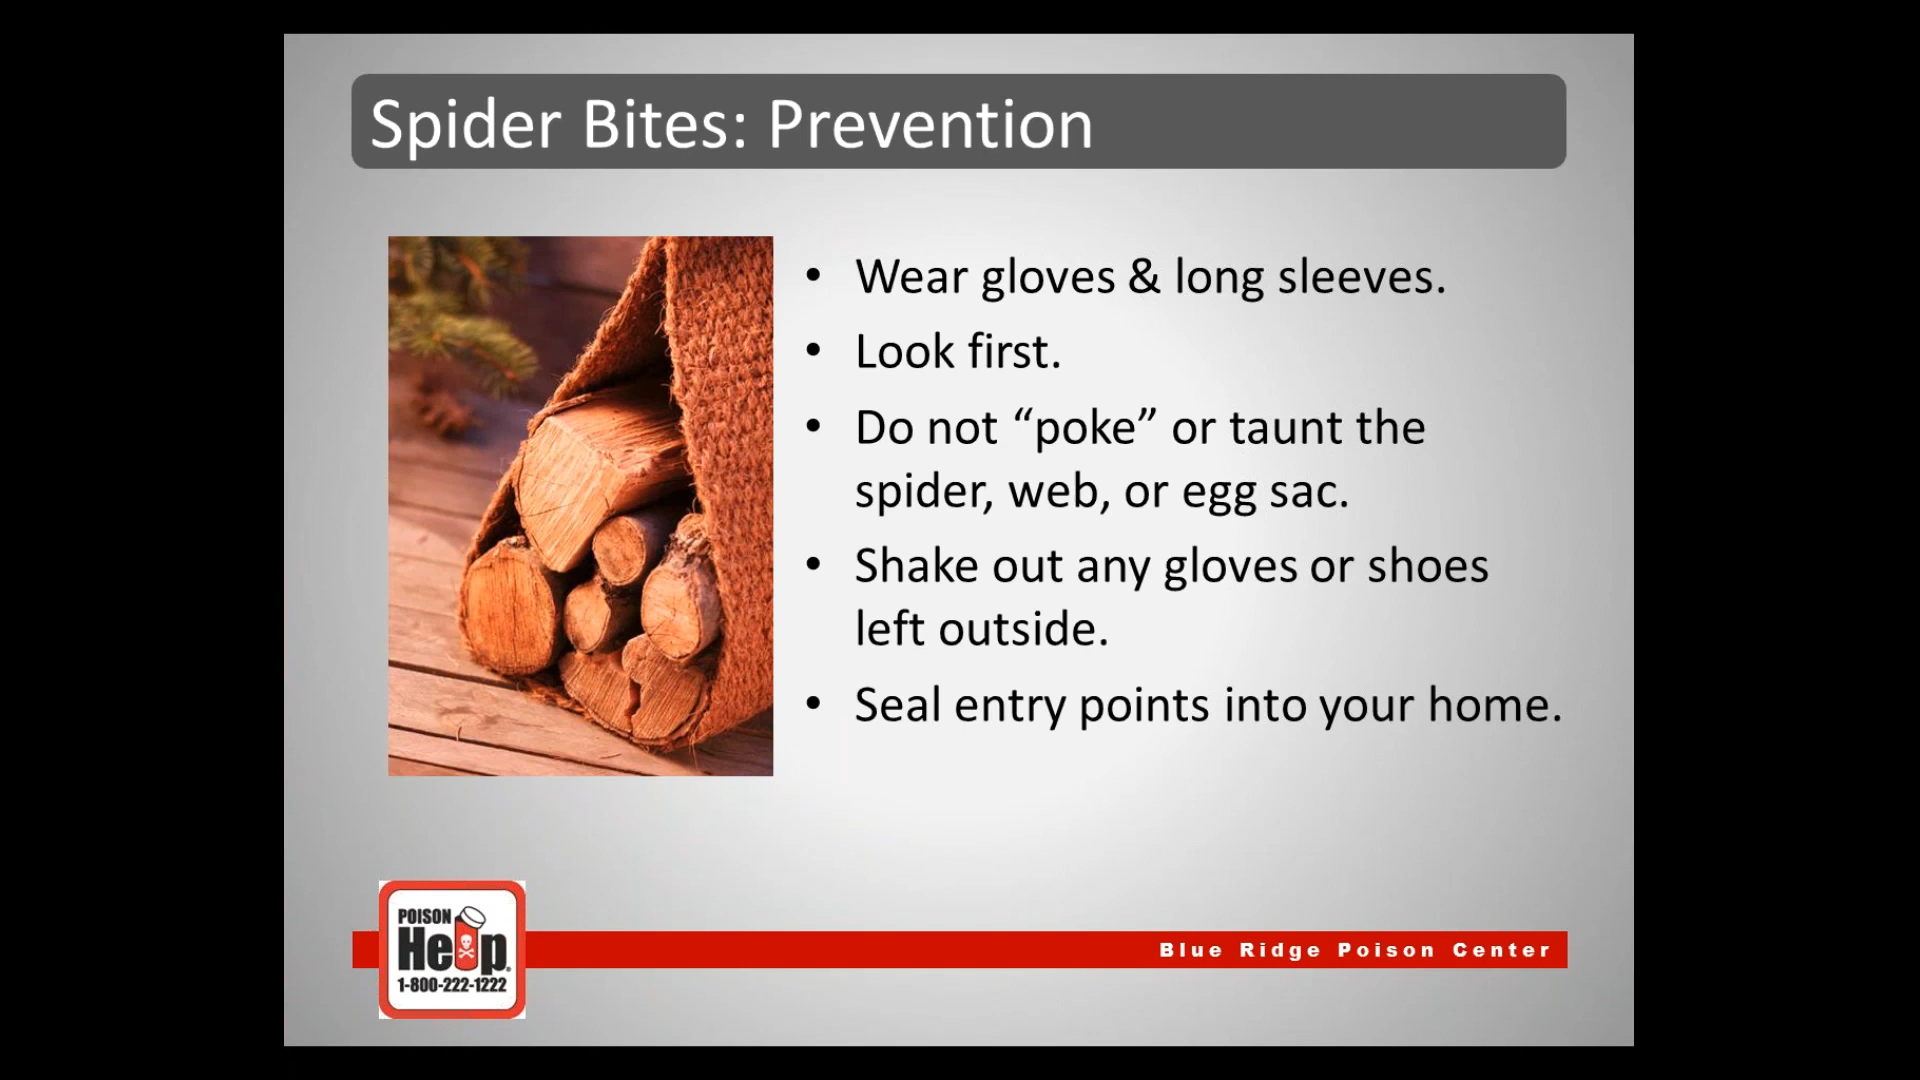 Spider Bites: Prevention
• Wear gloves & long sleeves.
• Look first.
• Do not “poke” or taunt the
spider, web, or egg sac.
• Shake out any gloves or shoes
left outside.
• Seal entry points into your home.
POISON
Help®
1-800-222-1222
Blue Ridge Poison Center